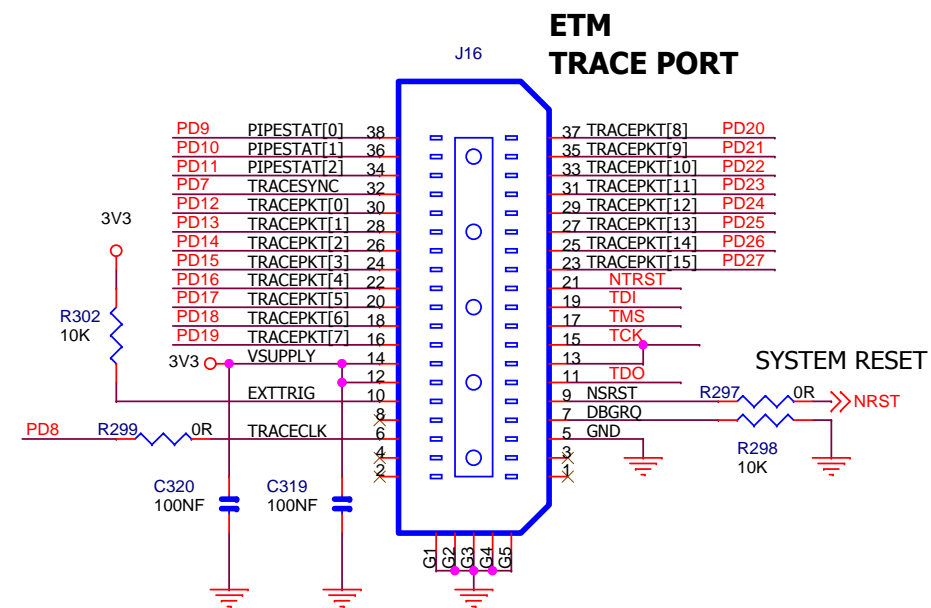 ETM
TRACE PORT
J16
PD9 PIPESTAT[0] 38
PD10 PIPESTAT[1] 36
PD11 PIPESTAT[2] 34
PD7 TRACESYNC 32
PD12 TRACEPKT[0] 30
PD13 TRACEPKT[1] 28
PD14 TRACEPKT[2] 26
PD15 TRACEPKT[3] 24
PD16 TRACEPKT[4] 22
PD17 TRACEPKT[5] 20
PD18 TRACEPKT[6] 18
PD19 TRACEPKT[7] 16
3V3 VSUPPLY 14
12
EXTTRIG 10
8
PD8 R299 0R TRACECLK 6
4
2
3V3
R302
10K
C320
100NF
C319
100NF
37 TRACEPKT[8] PD20
35 TRACEPKT[9] PD21
33 TRACEPKT[10] PD22
31 TRACEPKT[11] PD23
29 TRACEPKT[12] PD24
27 TRACEPKT[13] PD25
25 TRACEPKT[14] PD26
23 TRACEPKT[15] PD27
21 NTRST
19 TDI
17 TMS
15 TCK
13
11 TDO
SYSTEM RESET
9 NSRST R297 0R NRST
7 DBGRQ
5 GND
3
1
R298
10K
G1 G2 G3 G4 G5